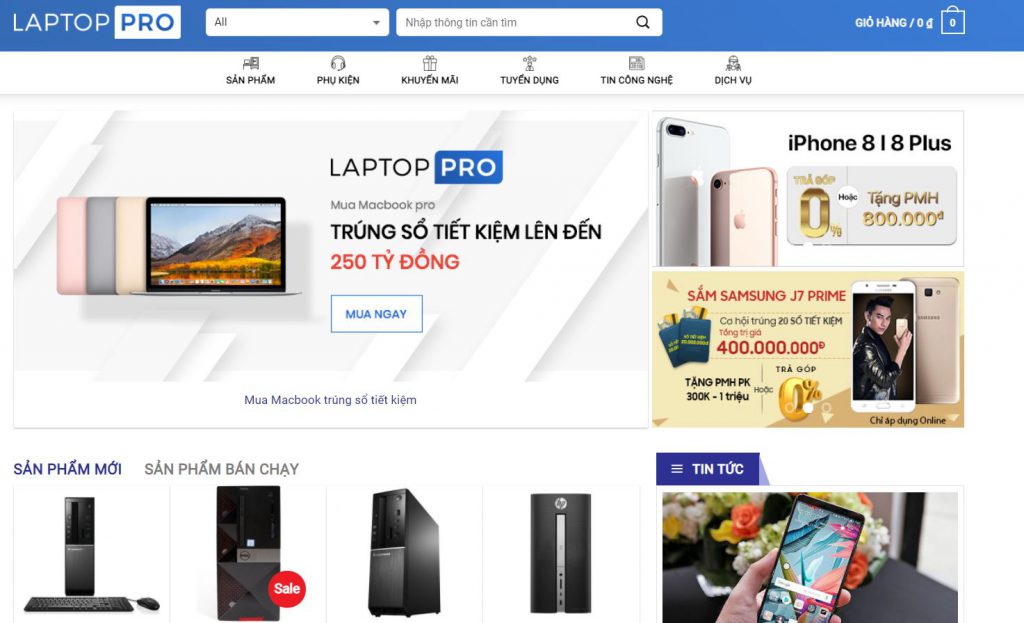 LAPTOP PRO
All
Nhập thông tin cần tìm
GIỎ HÀNG / 0 ₫
0
SẢN PHẨM
PHỤ KIỆN
KHUYẾN MÃI
TUYỂN DỤNG
TIN CÔNG NGHỆ
DỊCH VỤ
LAPTOP PRO
Mua Macbook pro
TRÚNG SỔ TIẾT KIỆM LÊN ĐẾN
250 TỶ ĐỒNG
MUA NGAY
Mua Macbook trúng sổ tiết kiệm
iPhone 8 | 8 Plus
TRẢ GÓP
0%
Hoặc
Tặng PMH
800.000đ
SẮM SAMSUNG J7 PRIME
Cơ hội trúng 20 SỔ TIẾT KIỆM
Tổng trị giá
400.000.000Đ
TRẢ GÓP
TẶNG PMH PK
300K - 1 triệu
Hoặc
0%
SAMSUNG
Chỉ áp dụng Online
SẢN PHẨM MỚI
SẢN PHẨM BÁN CHẠY
TIN TỨC
Sale